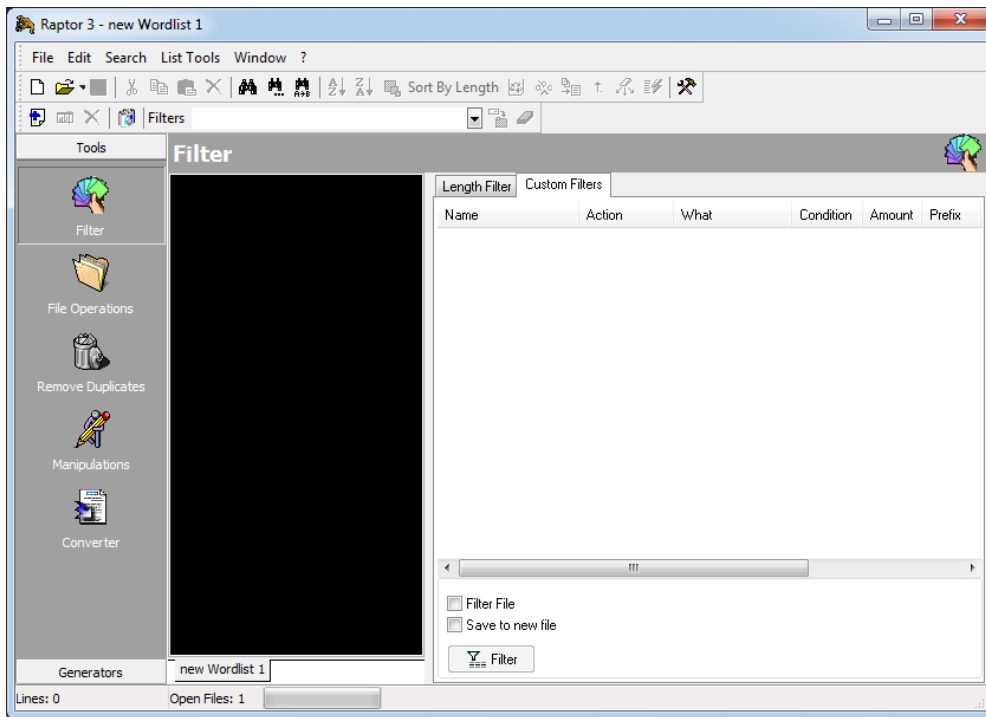 Raptor 3 - new Wordlist 1
File Edit Search List Tools Window ?
Sort By Length
Filters
Tools
Filter
Filter
File Operations
Remove Duplicates
Manipulations
Converter
Generators
Length Filter Custom Filters
Name Action What Condition Amount Prefix
Filter File
Save to new file
Filter
new Wordlist 1
Lines: 0 Open Files: 1